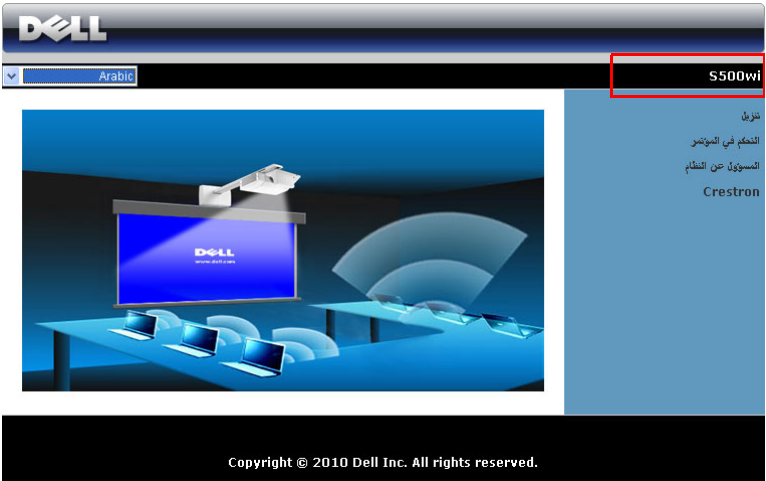 DELL
Arabic
S500wi
تنزيل
التحكم في المؤتمر
المسؤول عن النظام
Crestron
DELL
www.dell.com
Copyright © 2010 Dell Inc. All rights reserved.